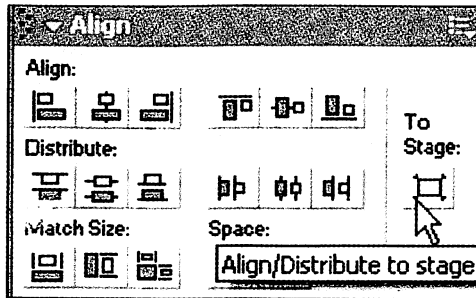 Align
Align:
To
Stage:
Distribute:
Match Size:
Space:
Align/Distribute to stage